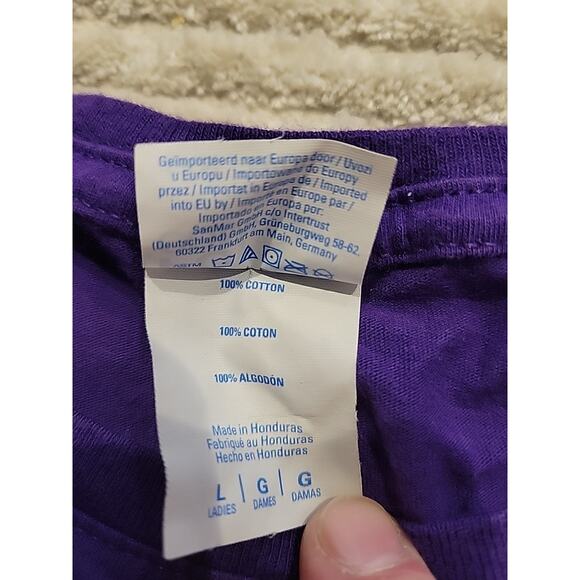 Geïmporteerd naar Europa door / Uvozi
u Europu / Importowano do Europy
przez / Importat in Europa de / Imported
into EU by / Importé en Europe par /
Importado en Europa por:
SanMar GmbH c/o Intertrust
(Deutschland) GmbH, Grüneburgweg 58-62.
60322 Frankfurt am Main, Germany
ASTM
100% COTTON
100% COTON
100% ALGODÓN
Made in Honduras
Fabriqué au Honduras
Hecho en Honduras
L | G | G
LADIES DAMES DAMAS